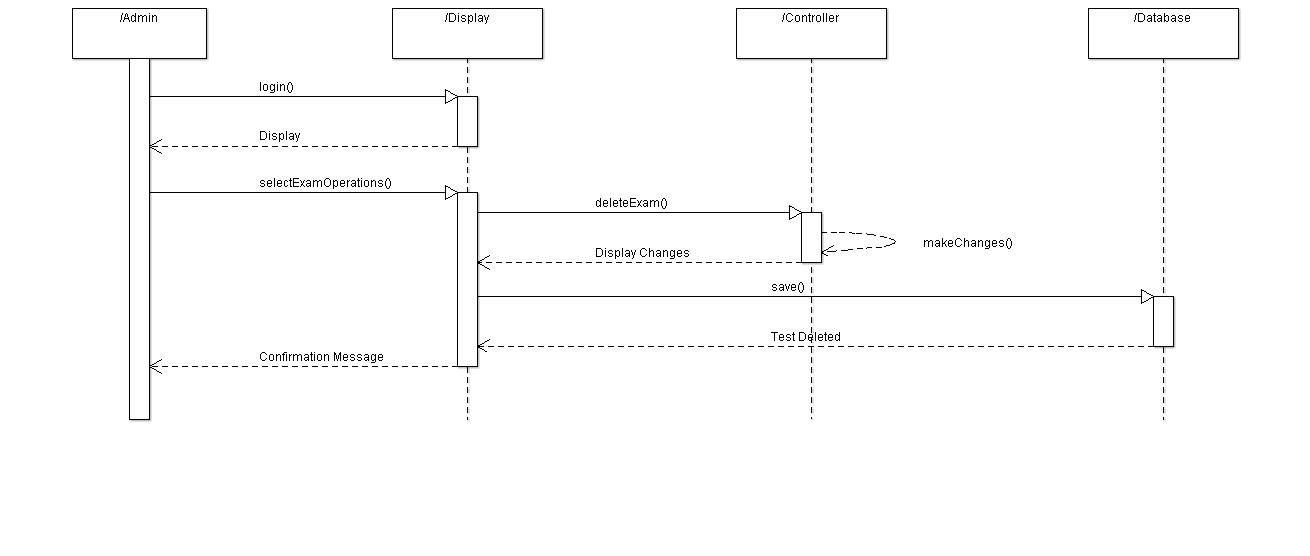 /Admin
/Display
/Controller
/Database
login()
Display
selectExamOperations()
deleteExam()
makeChanges()
Display Changes
save()
Test Deleted
Confirmation Message